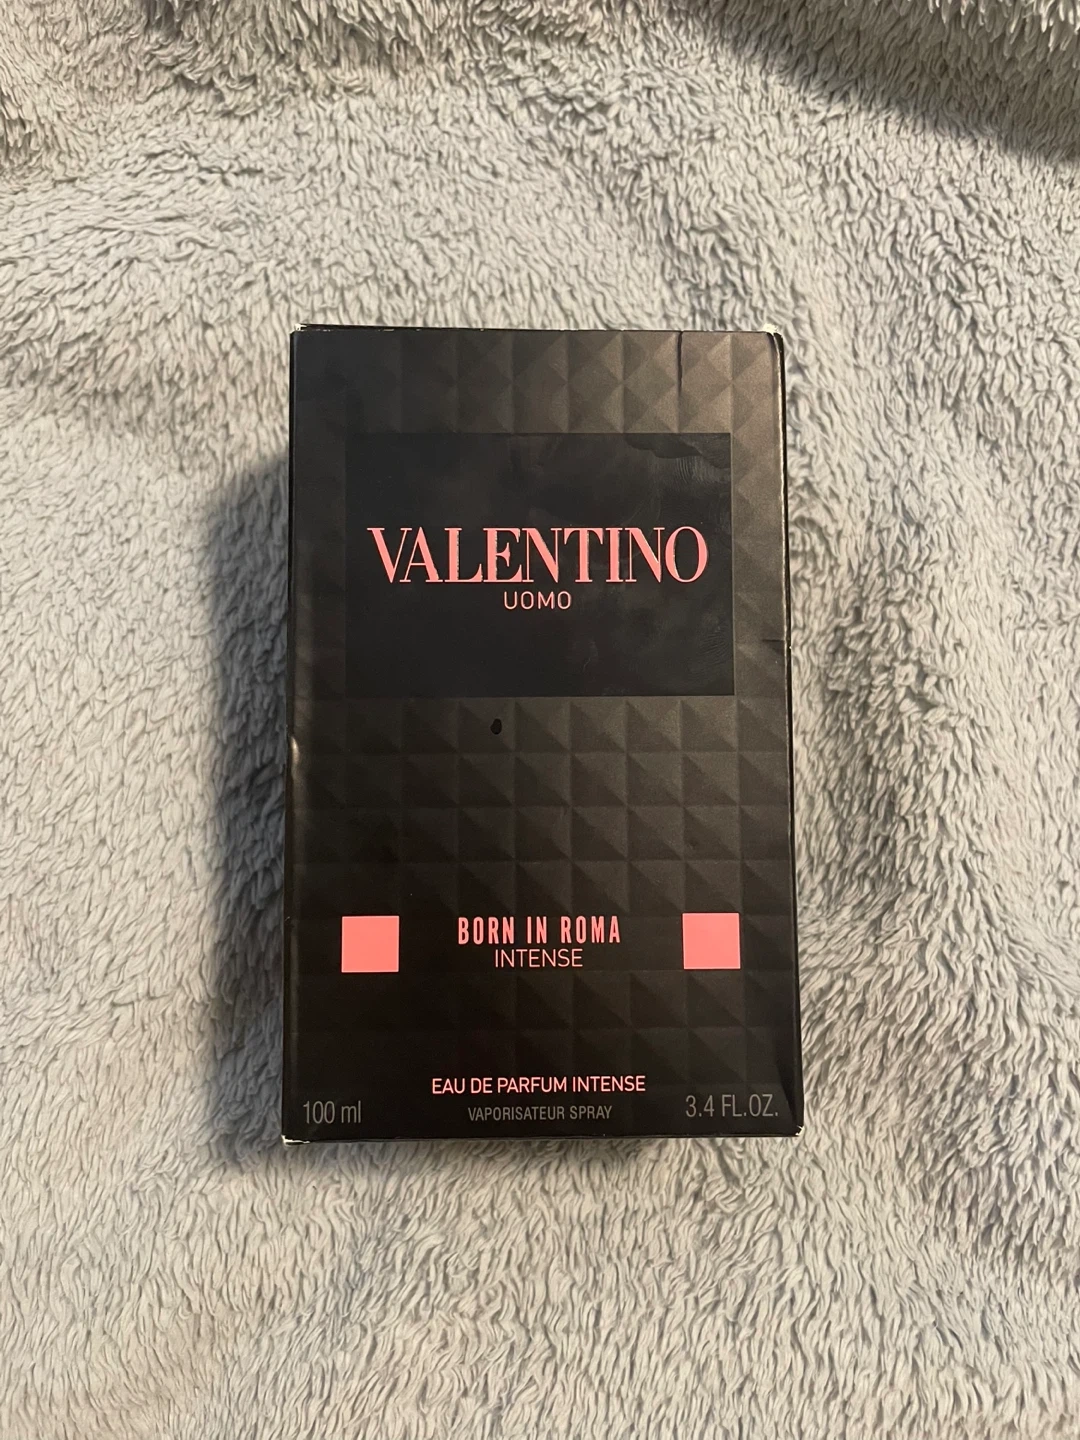 VALENTINO
UOMO
BORN IN ROMA
INTENSE
EAU DE PARFUM INTENSE
100 ml VAPORISATEUR SPRAY 3.4 FL.OZ.